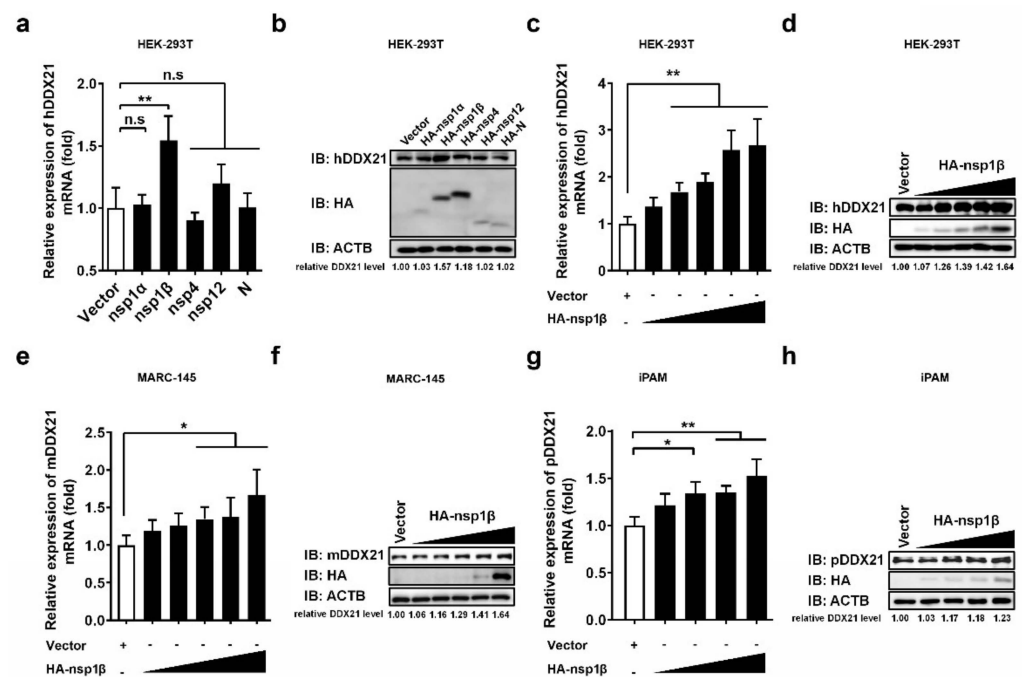 a
HEK-293T
Relative expression of hDDX21
mRNA (fold)
2.0
1.5
1.0
0.5
n.s
**
n.s
Vector
nsp1α
nsp1β
nsp4
nsp12
N
b
HEK-293T
Vector
HA-nsp1α
HA-nsp1β
HA-nsp4
HA-nsp12
HA-N
IB: hDDX21
IB: HA
IB: ACTB
relative DDX21 level 1.00 1.03 1.57 1.18 1.02 1.02
c
HEK-293T
Relative expression of hDDX21
mRNA (fold)
4
3
2
1
0
**
Vector + - - - - -
HA-nsp1β -
d
HEK-293T
Vector
HA-nsp1β
IB: hDDX21
IB: HA
IB: ACTB
relative DDX21 level 1.00 1.07 1.26 1.39 1.42 1.64
e
MARC-145
Relative expression of mDDX21
mRNA (fold)
2.5
2.0
1.5
1.0
0.5
0.0
*
Vector + - - - - -
HA-nsp1β -
f
MARC-145
Vector
HA-nsp1β
IB: mDDX21
IB: HA
IB: ACTB
relative DDX21 level 1.00 1.06 1.16 1.29 1.41 1.64
g
iPAM
Relative expression of pDDX21
mRNA (fold)
2.0
1.5
1.0
0.5
0.0
**
*
Vector + - - - -
HA-nsp1β -
h
iPAM
Vector
HA-nsp1β
IB: pDDX21
IB: HA
IB: ACTB
relative DDX21 level 1.00 1.03 1.17 1.18 1.23